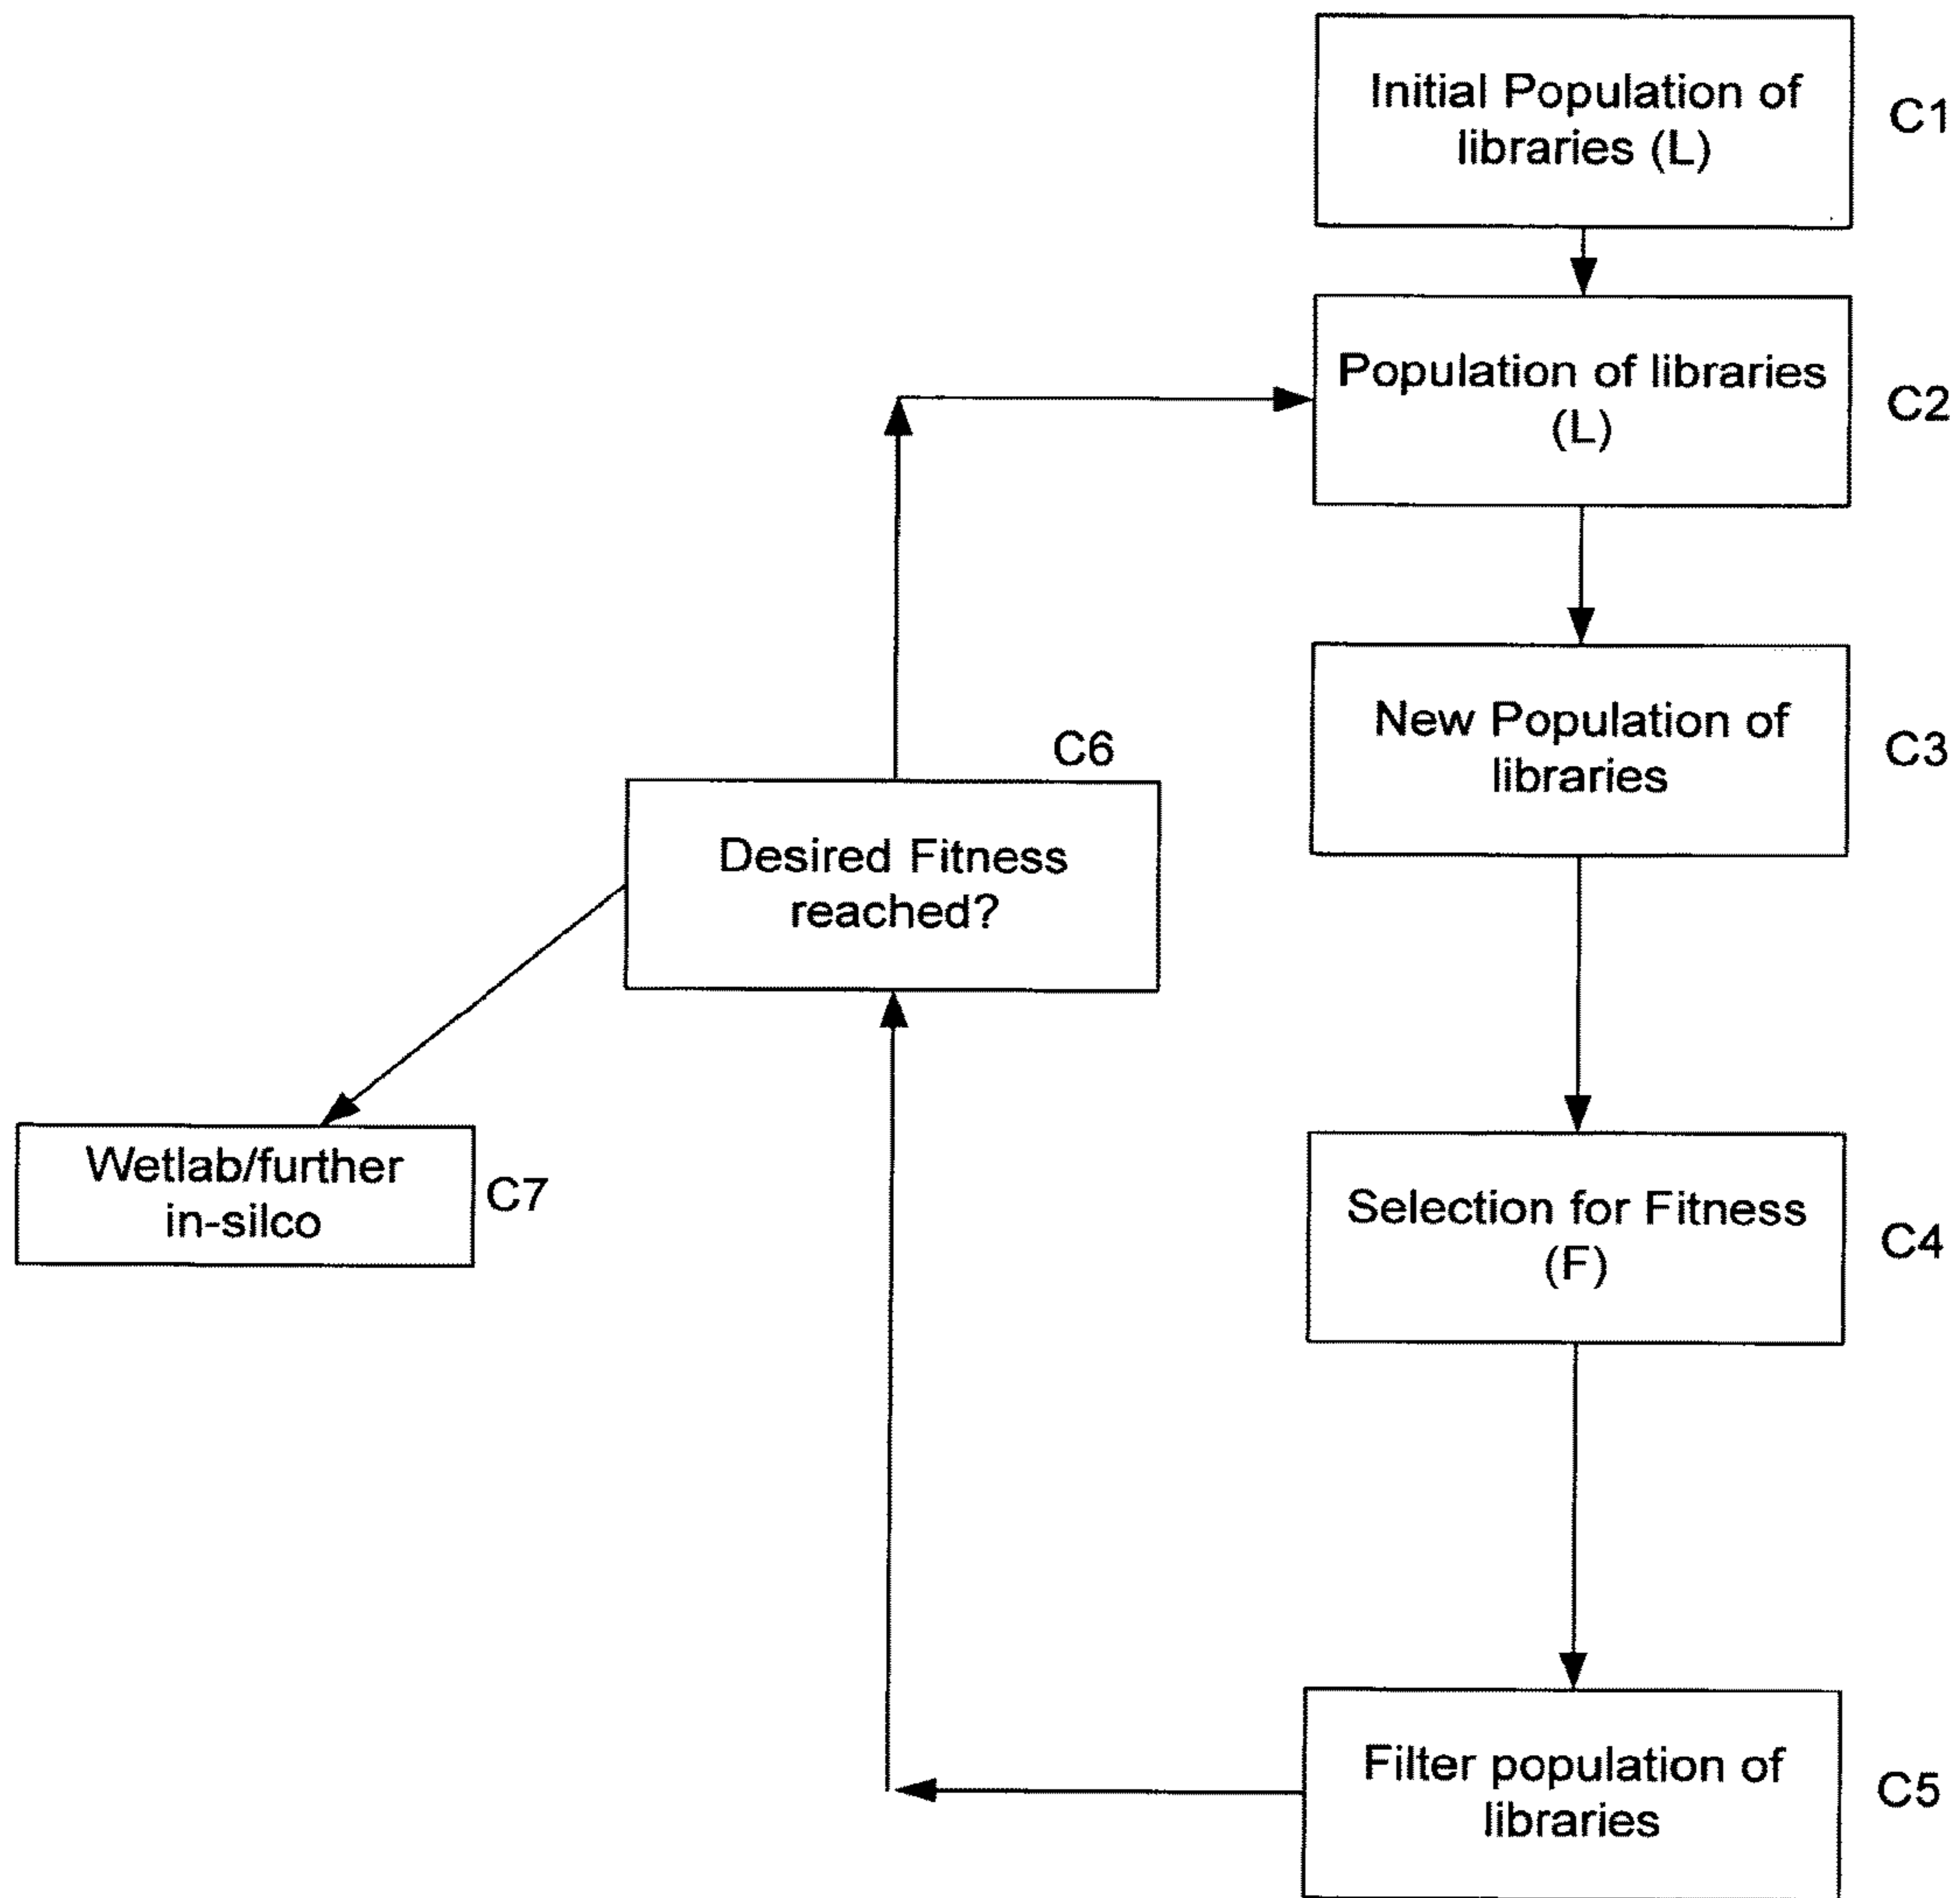 Initial Population of
libraries (L)
C1
Population of libraries
(L)
C2
New Population of
libraries
C3
C6
Desired Fitness
reached?
Wetlab/further
in-silco
C7
Selection for Fitness
(F)
C4
Filter population of
libraries
C5